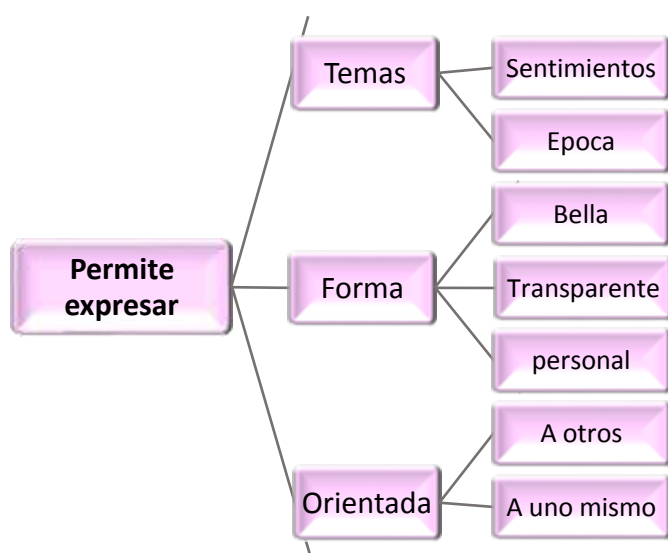 Permite
expresar
Temas
Sentimientos
Epoca
Forma
Bella
Transparente
personal
Orientada
A otros
A uno mismo